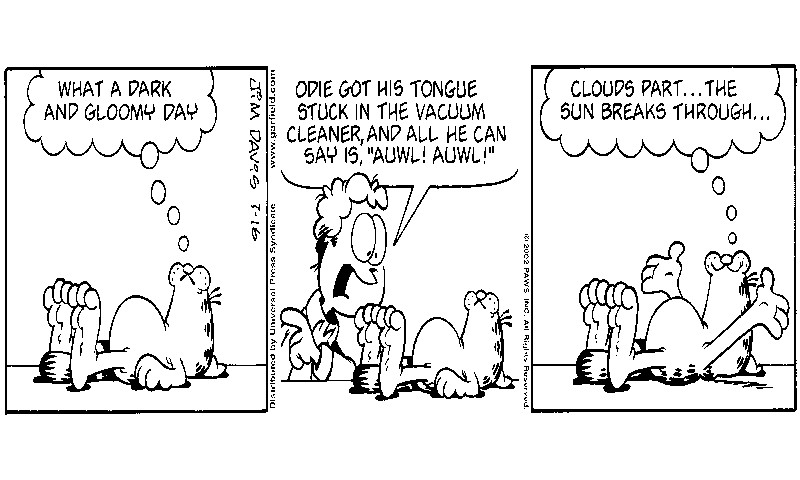 WHAT A DARK
AND GLOOMY DAY
JIM DAVIS 7-16
www.garfield.com
Distributed by Universal Press Syndicate
ODIE GOT HIS TONGUE
STUCK IN THE VACUUM
CLEANER, AND ALL HE CAN
SAY IS, "AUWL! AUWL!"
© 2002 PAWS, INC. All Rights Reserved.
CLOUDS PART...THE
SUN BREAKS THROUGH...